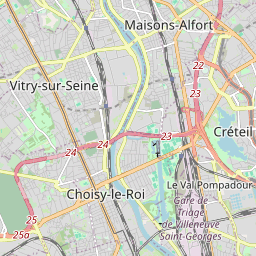 Maisons-Alfort
22
Vitry-sur-Seine
23
23
Créteil
24
24
Le Val Pompadour
Choisy-le-Roi
Gare de
Triage
de Villeneuve
Saint-Georges
25
25a